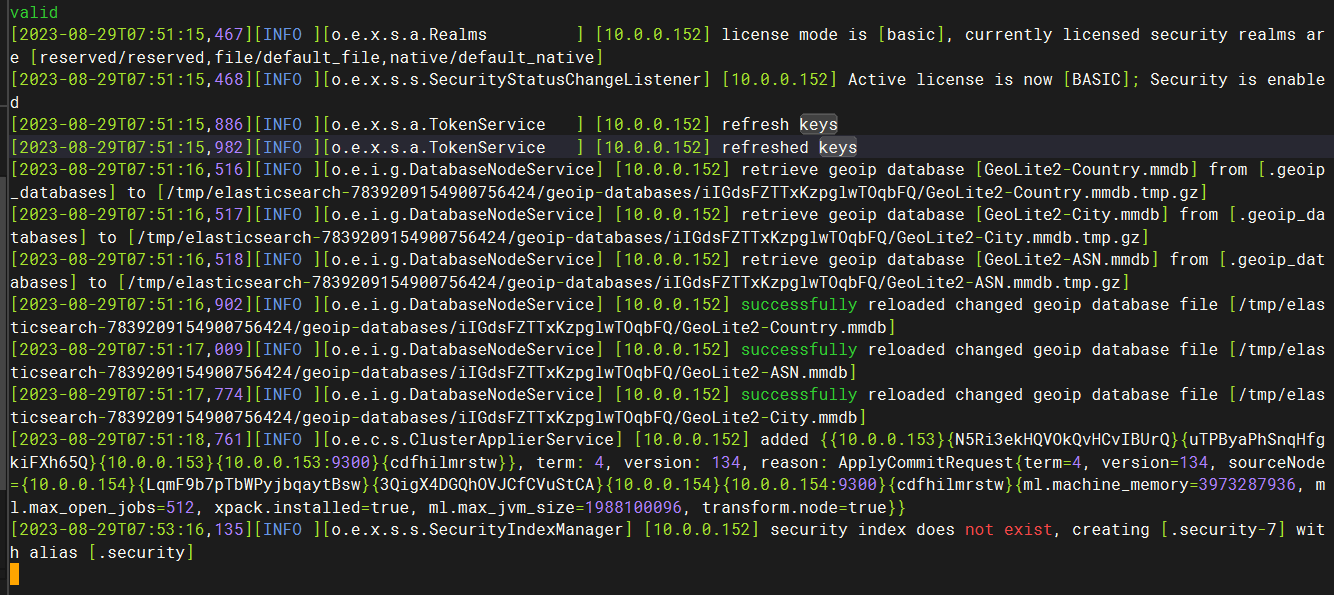 valid
[2023-08-29T07:51:15,467][INFO ][o.e.x.s.a.Realms         ] [10.0.0.152] license mode is [basic], currently licensed security realms ar
e [reserved/reserved,file/default_file,native/default_native]
[2023-08-29T07:51:15,468][INFO ][o.e.x.s.s.SecurityStatusChangeListener] [10.0.0.152] Active license is now [BASIC]; Security is enable
d
[2023-08-29T07:51:15,886][INFO ][o.e.x.s.a.TokenService   ] [10.0.0.152] refresh keys
[2023-08-29T07:51:15,982][INFO ][o.e.x.s.a.TokenService   ] [10.0.0.152] refreshed keys
[2023-08-29T07:51:16,516][INFO ][o.e.i.g.DatabaseNodeService] [10.0.0.152] retrieve geoip database [GeoLite2-Country.mmdb] from [.geoip
_databases] to [/tmp/elasticsearch-7839209154900756424/geoip-databases/iIGdsFZTTxKzpglwTOqbFQ/GeoLite2-Country.mmdb.tmp.gz]
[2023-08-29T07:51:16,517][INFO ][o.e.i.g.DatabaseNodeService] [10.0.0.152] retrieve geoip database [GeoLite2-City.mmdb] from [.geoip_da
tabases] to [/tmp/elasticsearch-7839209154900756424/geoip-databases/iIGdsFZTTxKzpglwTOqbFQ/GeoLite2-City.mmdb.tmp.gz]
[2023-08-29T07:51:16,518][INFO ][o.e.i.g.DatabaseNodeService] [10.0.0.152] retrieve geoip database [GeoLite2-ASN.mmdb] from [.geoip_dat
abases] to [/tmp/elasticsearch-7839209154900756424/geoip-databases/iIGdsFZTTxKzpglwTOqbFQ/GeoLite2-ASN.mmdb.tmp.gz]
[2023-08-29T07:51:16,902][INFO ][o.e.i.g.DatabaseNodeService] [10.0.0.152] successfully reloaded changed geoip database file [/tmp/elas
ticsearch-7839209154900756424/geoip-databases/iIGdsFZTTxKzpglwTOqbFQ/GeoLite2-Country.mmdb]
[2023-08-29T07:51:17,009][INFO ][o.e.i.g.DatabaseNodeService] [10.0.0.152] successfully reloaded changed geoip database file [/tmp/elas
ticsearch-7839209154900756424/geoip-databases/iIGdsFZTTxKzpglwTOqbFQ/GeoLite2-ASN.mmdb]
[2023-08-29T07:51:17,774][INFO ][o.e.i.g.DatabaseNodeService] [10.0.0.152] successfully reloaded changed geoip database file [/tmp/elas
ticsearch-7839209154900756424/geoip-databases/iIGdsFZTTxKzpglwTOqbFQ/GeoLite2-City.mmdb]
[2023-08-29T07:51:18,761][INFO ][o.e.c.s.ClusterApplierService] [10.0.0.152] added {{10.0.0.153}{N5Ri3ekHQVOkQvHCvIBUrQ}{uTPByaPhSnqHfg
kiFXh65Q}{10.0.0.153}{10.0.0.153:9300}{cdfhilmrstw}}, term: 4, version: 134, reason: ApplyCommitRequest{term=4, version=134, sourceNode
={10.0.0.154}{LqmF9b7pTbWPyjbqaytBsw}{3QigX4DGQhOVJCfCVuStCA}{10.0.0.154}{10.0.0.154:9300}{cdfhilmrstw}{ml.machine_memory=3973287936, m
l.max_open_jobs=512, xpack.installed=true, ml.max_jvm_size=1988100096, transform.node=true}}
[2023-08-29T07:53:16,135][INFO ][o.e.x.s.s.SecurityIndexManager] [10.0.0.152] security index does not exist, creating [.security-7] wit
h alias [.security]